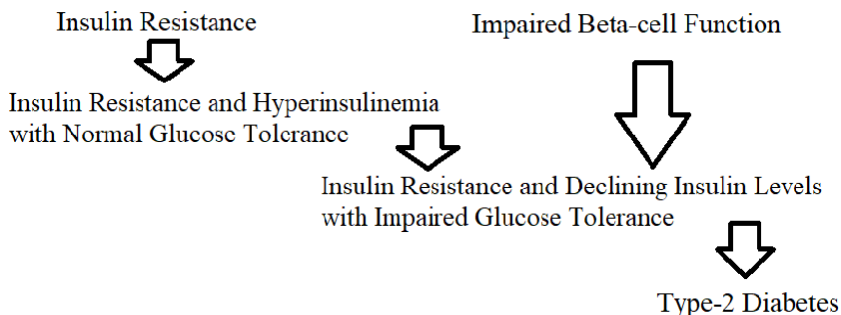 Insulin Resistance
Impaired Beta-cell Function
Insulin Resistance and Hyperinsulinemia
with Normal Glucose Tolerance
Insulin Resistance and Declining Insulin Levels
with Impaired Glucose Tolerance
Type-2 Diabetes